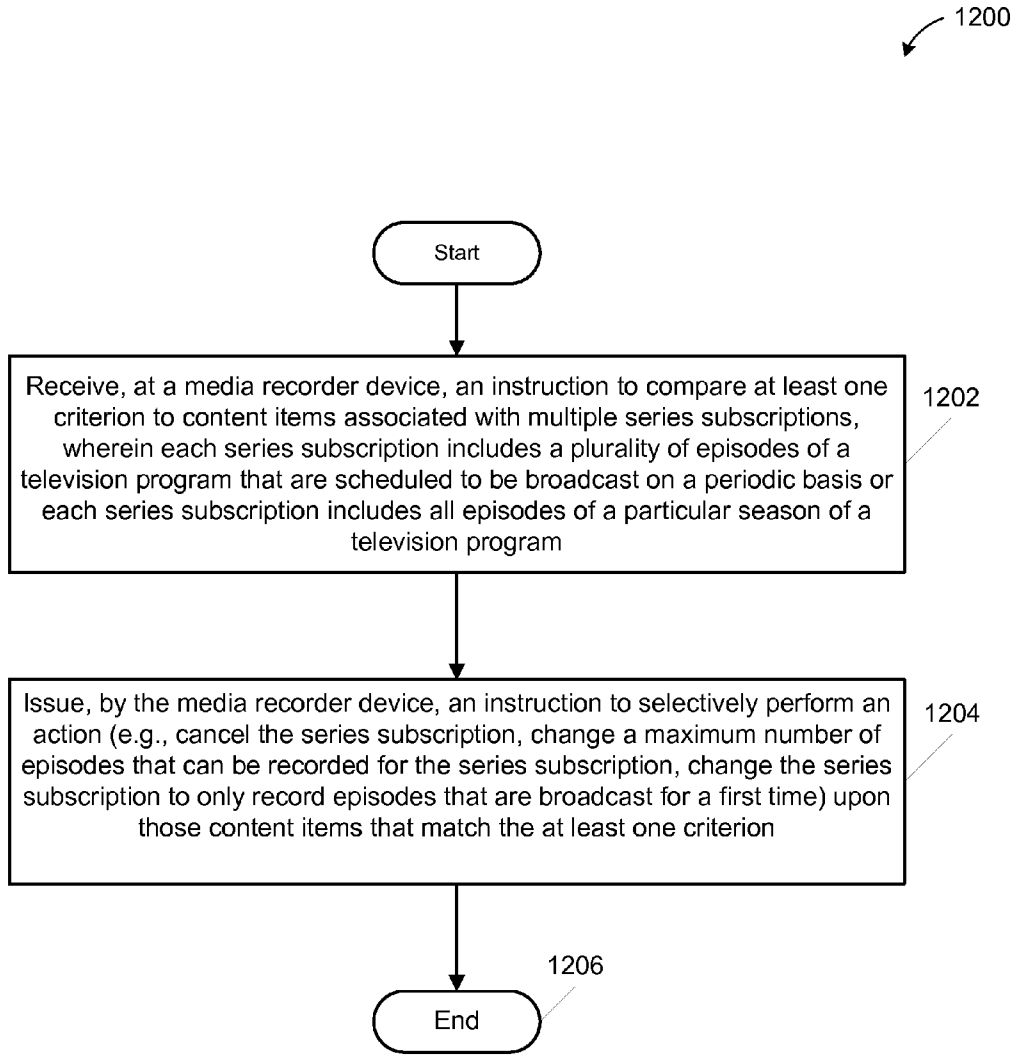 1200
Start
Receive, at a media recorder device, an instruction to compare at least one
criterion to content items associated with multiple series subscriptions,
wherein each series subscription includes a plurality of episodes of a
television program that are scheduled to be broadcast on a periodic basis or
each series subscription includes all episodes of a particular season of a
television program
1202
Issue, by the media recorder device, an instruction to selectively perform an
action (e.g., cancel the series subscription, change a maximum number of
episodes that can be recorded for the series subscription, change the series
subscription to only record episodes that are broadcast for a first time) upon
those content items that match the at least one criterion
1204
End
1206